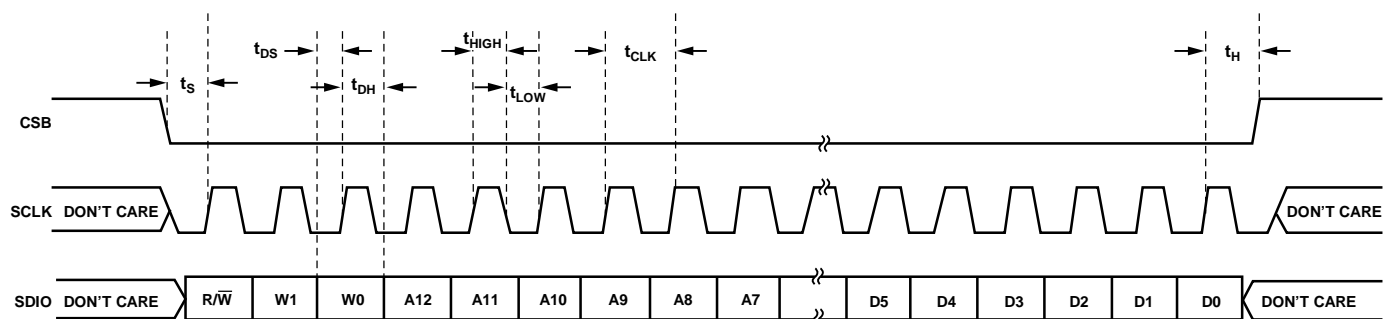 tDS
tHIGH
tCLK
tH
tS
tDH
tLOW
CSB
SCLK DON'T CARE
DON'T CARE
SDIO DON'T CARE
R/W̅
W1
W0
A12
A11
A10
A9
A8
A7
D5
D4
D3
D2
D1
D0
DON'T CARE